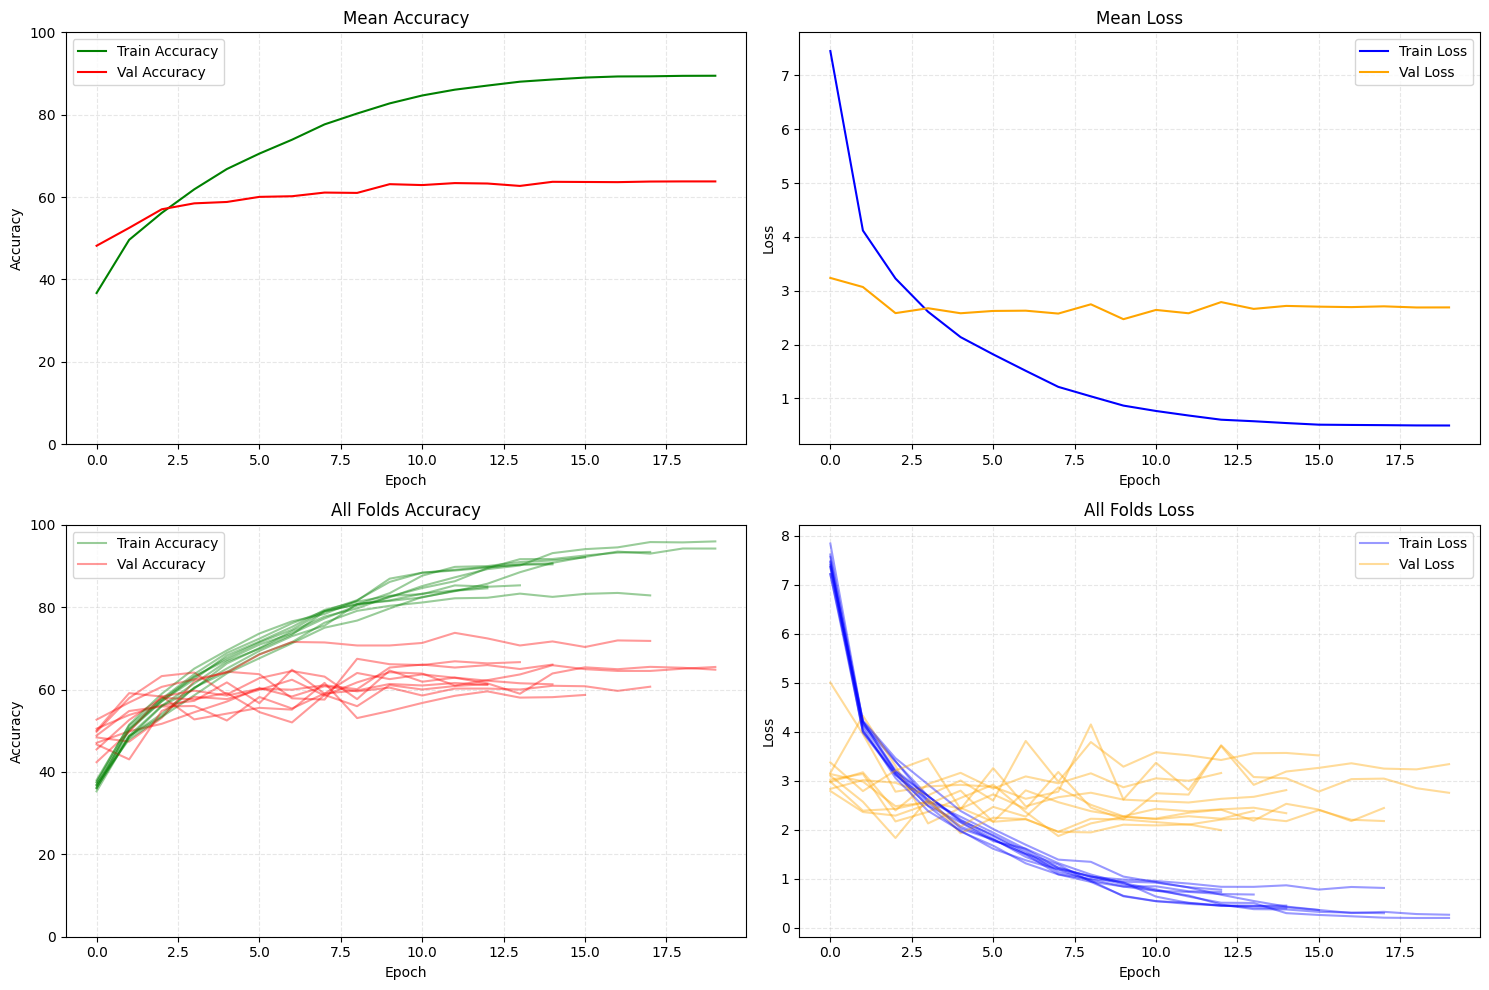 Mean Accuracy
Train Accuracy
Val Accuracy
100
80
60
40
20
0
Accuracy
0.0 2.5 5.0 7.5 10.0 12.5 15.0 17.5
Epoch
Mean Loss
Train Loss
Val Loss
7
6
5
4
3
2
1
Loss
0.0 2.5 5.0 7.5 10.0 12.5 15.0 17.5
Epoch
All Folds Accuracy
Train Accuracy
Val Accuracy
100
80
60
40
20
0
Accuracy
0.0 2.5 5.0 7.5 10.0 12.5 15.0 17.5
Epoch
All Folds Loss
Train Loss
Val Loss
8
7
6
5
4
3
2
1
0
Loss
0.0 2.5 5.0 7.5 10.0 12.5 15.0 17.5
Epoch